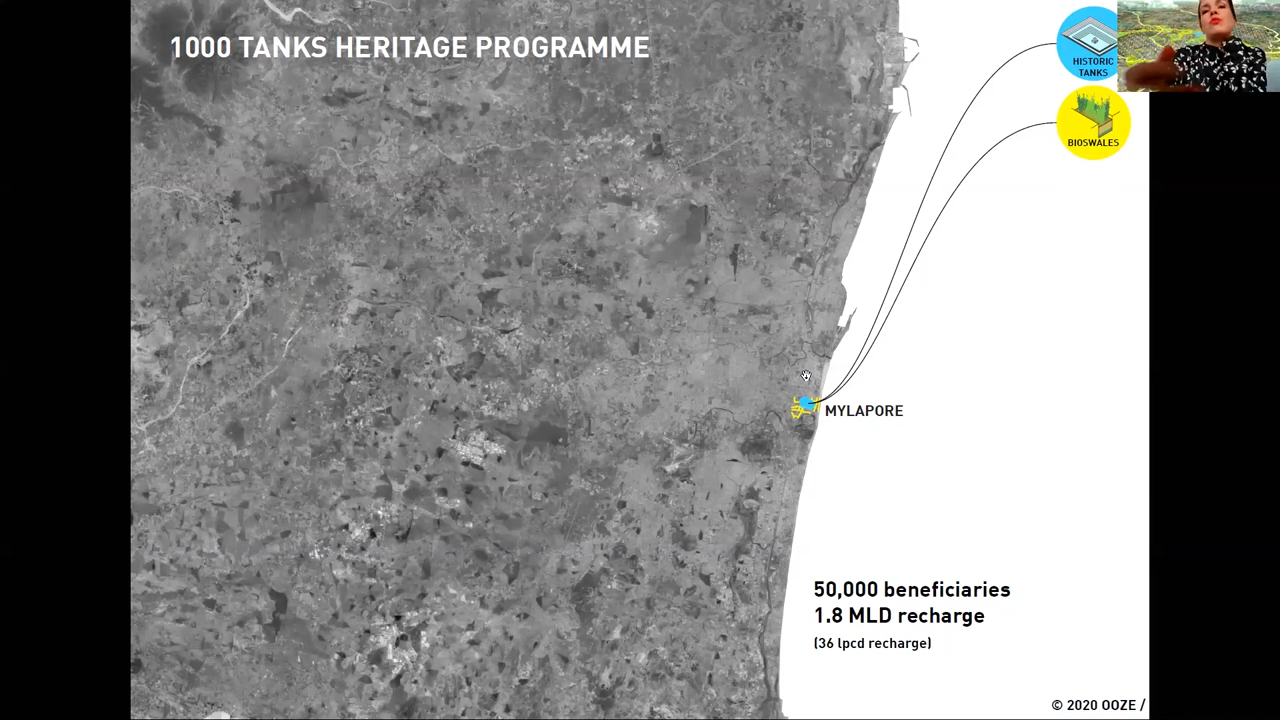 1000 TANKS HERITAGE PROGRAMME
HISTORIC
TANKS
BIOSWALES
MYLAPORE
50,000 beneficiaries
1.8 MLD recharge
(36 lpcd recharge)
© 2020 OOZE /